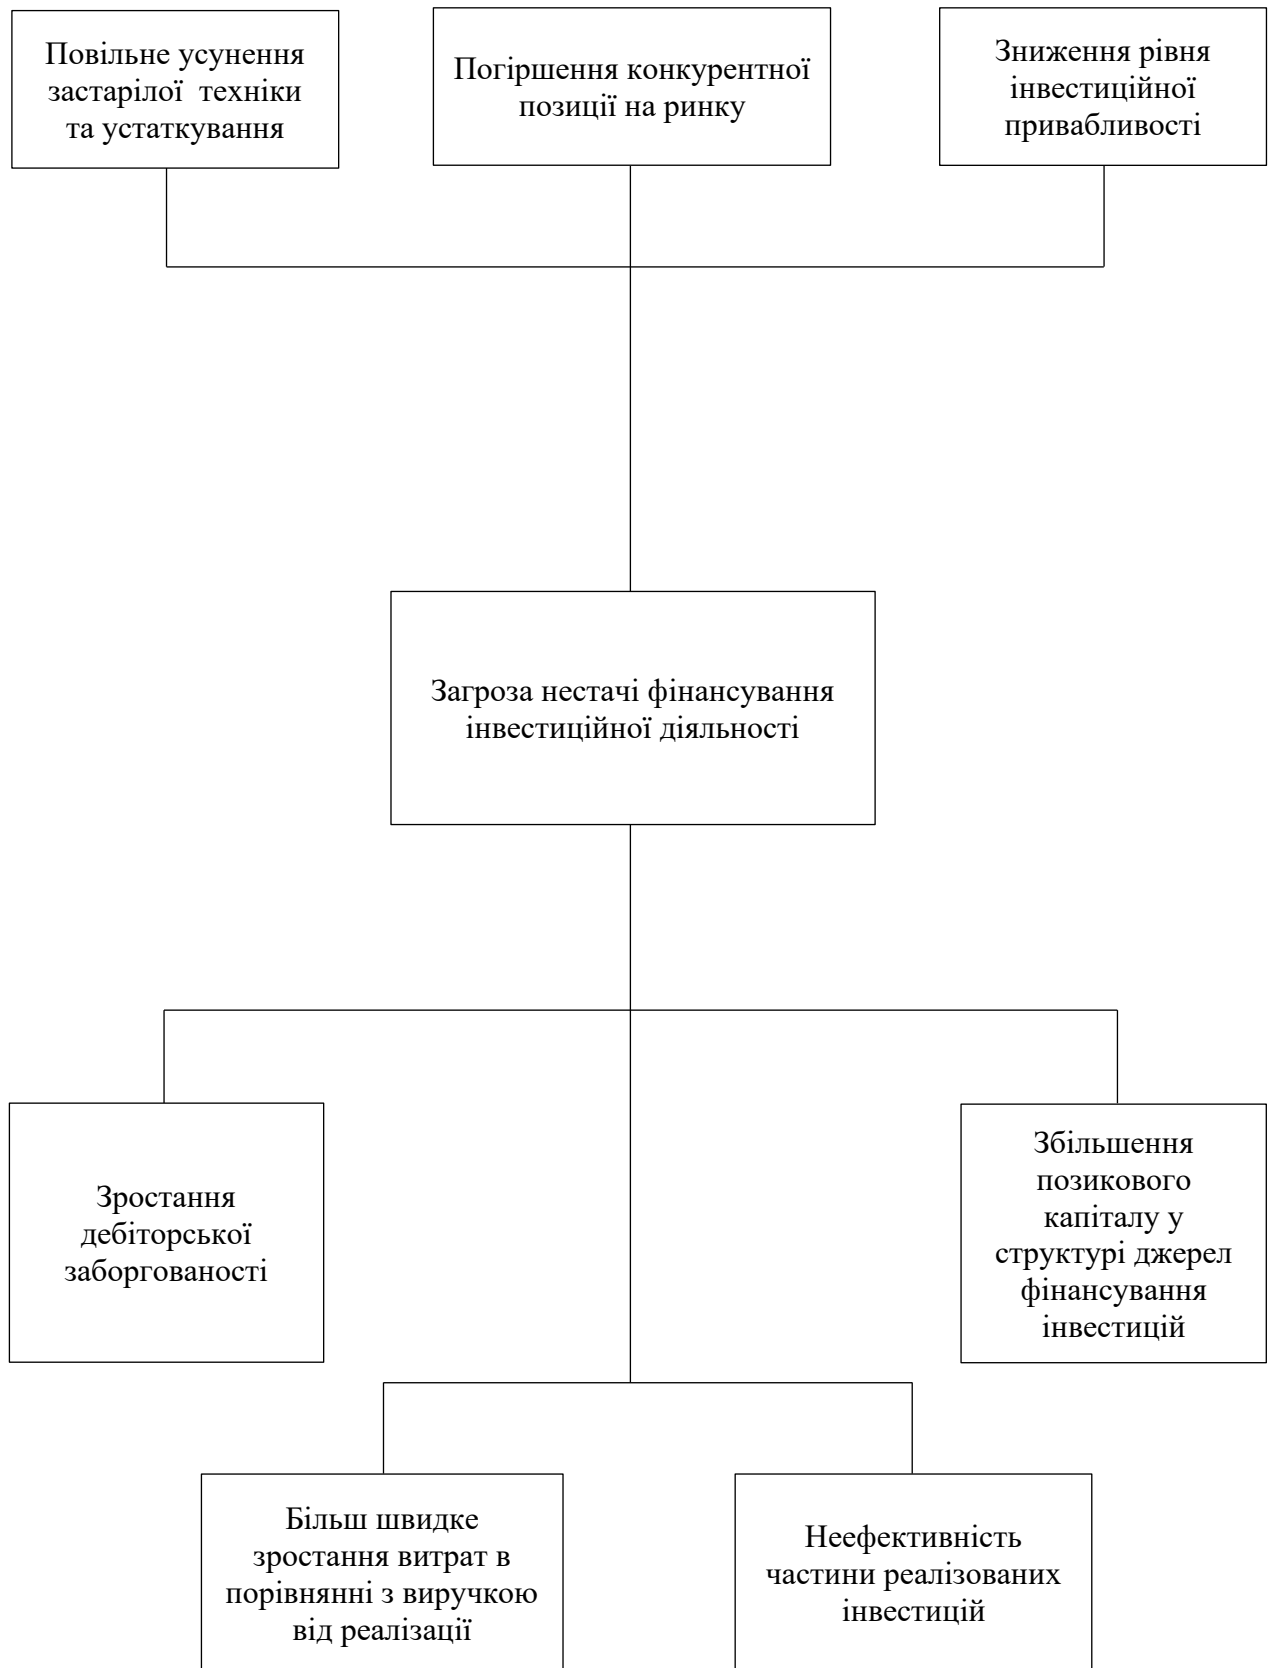 Повільне усунення
застарілої  техніки
та устаткування
Погіршення конкурентної
позиції на ринку
Зниження рівня
інвестиційної
привабливості
Загроза нестачі фінансування
інвестиційної діяльності
Зростання
дебіторської
заборгованості
Збільшення
позикового
капіталу у
структурі джерел
фінансування
інвестицій
Більш швидке
зростання витрат в
порівнянні з виручкою
від реалізації
Неефективність
частини реалізованих
інвестицій